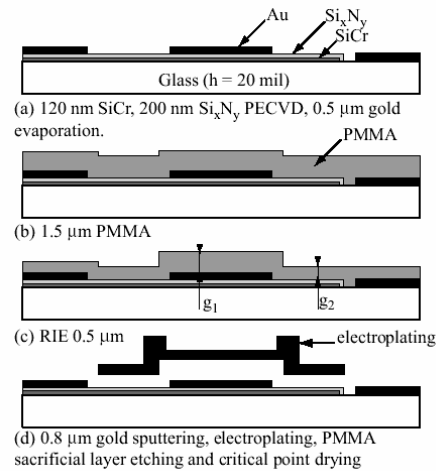 Au
SiₓNᵧ
SiCr
Glass (h = 20 mil)
(a) 120 nm SiCr, 200 nm SiₓNᵧ PECVD, 0.5 µm gold
evaporation.
PMMA
(b) 1.5 µm PMMA
g₁
g₂
(c) RIE 0.5 µm
electroplating
(d) 0.8 µm gold sputtering, electroplating, PMMA
sacrificial layer etching and critical point drying